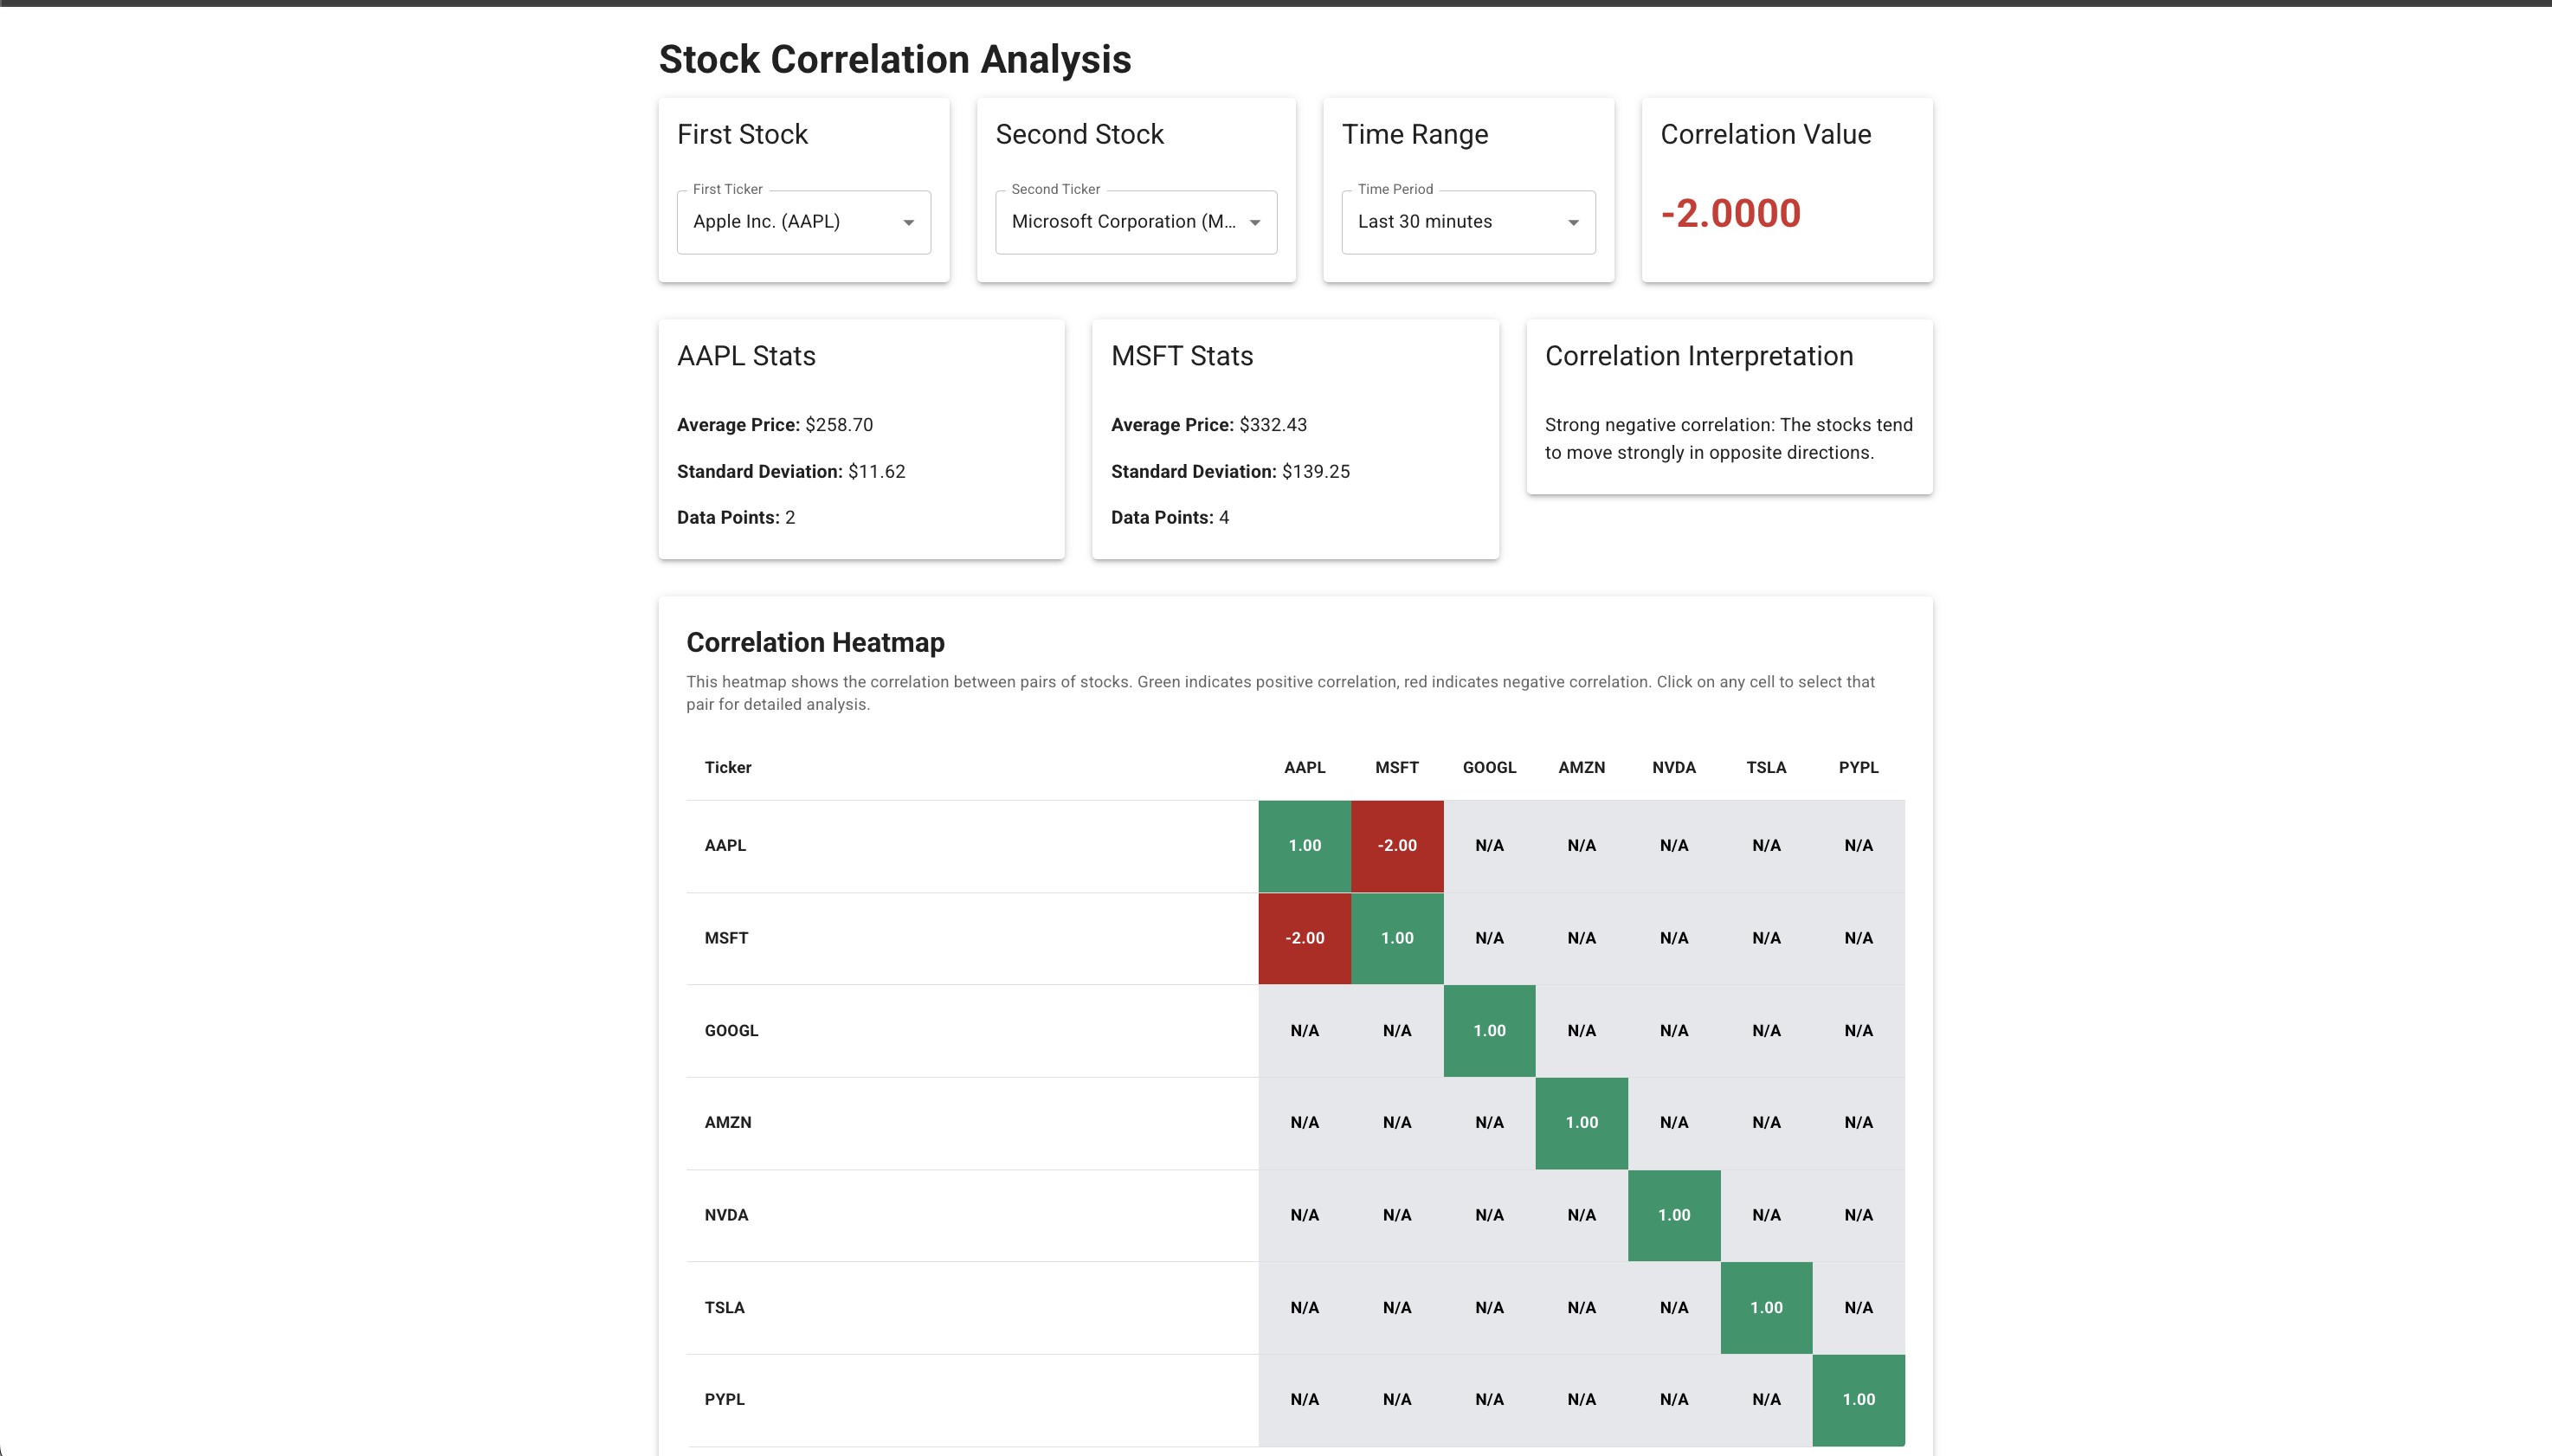 Stock Correlation Analysis
First Stock
First Ticker
Apple Inc. (AAPL)
Second Stock
Second Ticker
Microsoft Corporation (M...
Time Range
Time Period
Last 30 minutes
Correlation Value
-2.0000
AAPL Stats
Average Price: $258.70
Standard Deviation: $11.62
Data Points: 2
MSFT Stats
Average Price: $332.43
Standard Deviation: $139.25
Data Points: 4
Correlation Interpretation
Strong negative correlation: The stocks tend
to move strongly in opposite directions.
Correlation Heatmap
This heatmap shows the correlation between pairs of stocks. Green indicates positive correlation, red indicates negative correlation. Click on any cell to select that
pair for detailed analysis.
Ticker AAPL MSFT GOOGL AMZN NVDA TSLA PYPL
AAPL 1.00 -2.00 N/A N/A N/A N/A N/A
MSFT -2.00 1.00 N/A N/A N/A N/A N/A
GOOGL N/A N/A 1.00 N/A N/A N/A N/A
AMZN N/A N/A N/A 1.00 N/A N/A N/A
NVDA N/A N/A N/A N/A 1.00 N/A N/A
TSLA N/A N/A N/A N/A N/A 1.00 N/A
PYPL N/A N/A N/A N/A N/A N/A 1.00